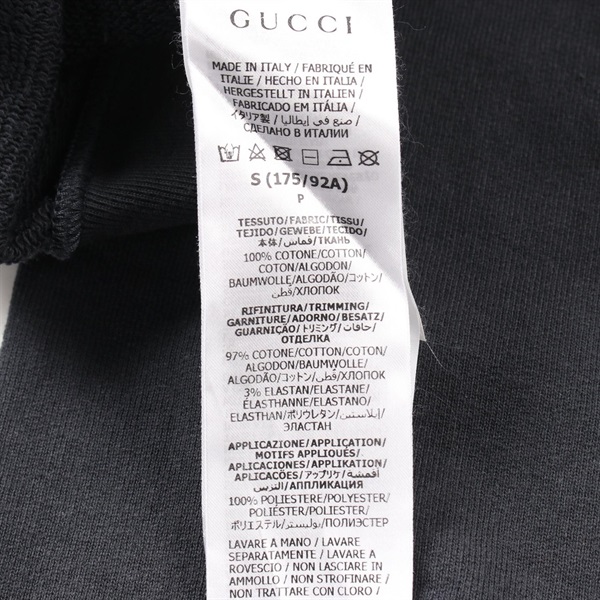 GUCCI
MADE IN ITALY / FABRIQUÉ EN
ITALIE / HECHO EN ITALIA /
HERGESTELLT IN ITALIEN /
FABRICADO EM ITÁLIA /
イタリア製 / صنع في إيطاليا /
СДЕЛАНО В ИТАЛИИ
S (175/92A)
P
TESSUTO/FABRIC/TISSU/
TEJIDO/GEWEBE/TECIDO/
本体/قماش/ТКАНЬ
100% COTONE/COTTON/
COTON/ALGODON/
BAUMWOLLE/ALGODÃO/コットン
/قطن/ХЛОПОК
RIFINITURA/TRIMMING/
GARNITURE/ADORNO/BESATZ/
GUARNIÇÃO/トリミング/حافات/
ОТДЕЛКА
97% COTONE/COTTON/COTON/
ALGODON/BAUMWOLLE/
ALGODÃO/コットン/قطن/ХЛОПОК
3% ELASTAN/ELASTANE/
ÉLASTHANNE/ELASTANO/
ELASTHAN/ポリウレタン/إيلاستين/
ЭЛАСТАН
APPLICAZIONE/APPLICATION/
MOTIFS APPLIQUÉS/
APLICACIONES/APPLIKATION/
APLICAÇÕES/アップリケ/أقمشة
التزيين/АППЛИКАЦИЯ
100% POLIESTERE/POLYESTER/
POLIÉSTER/POLYESTER/
ポリエステル/بوليستر/ПОЛИЭСТЕР
LAVARE A MANO / LAVARE
SEPARATAMENTE / LAVARE A
ROVESCIO / NON LASCIARE IN
AMMOLLO / NON STROFINARE
/ NON TRATTARE CON CLORO /